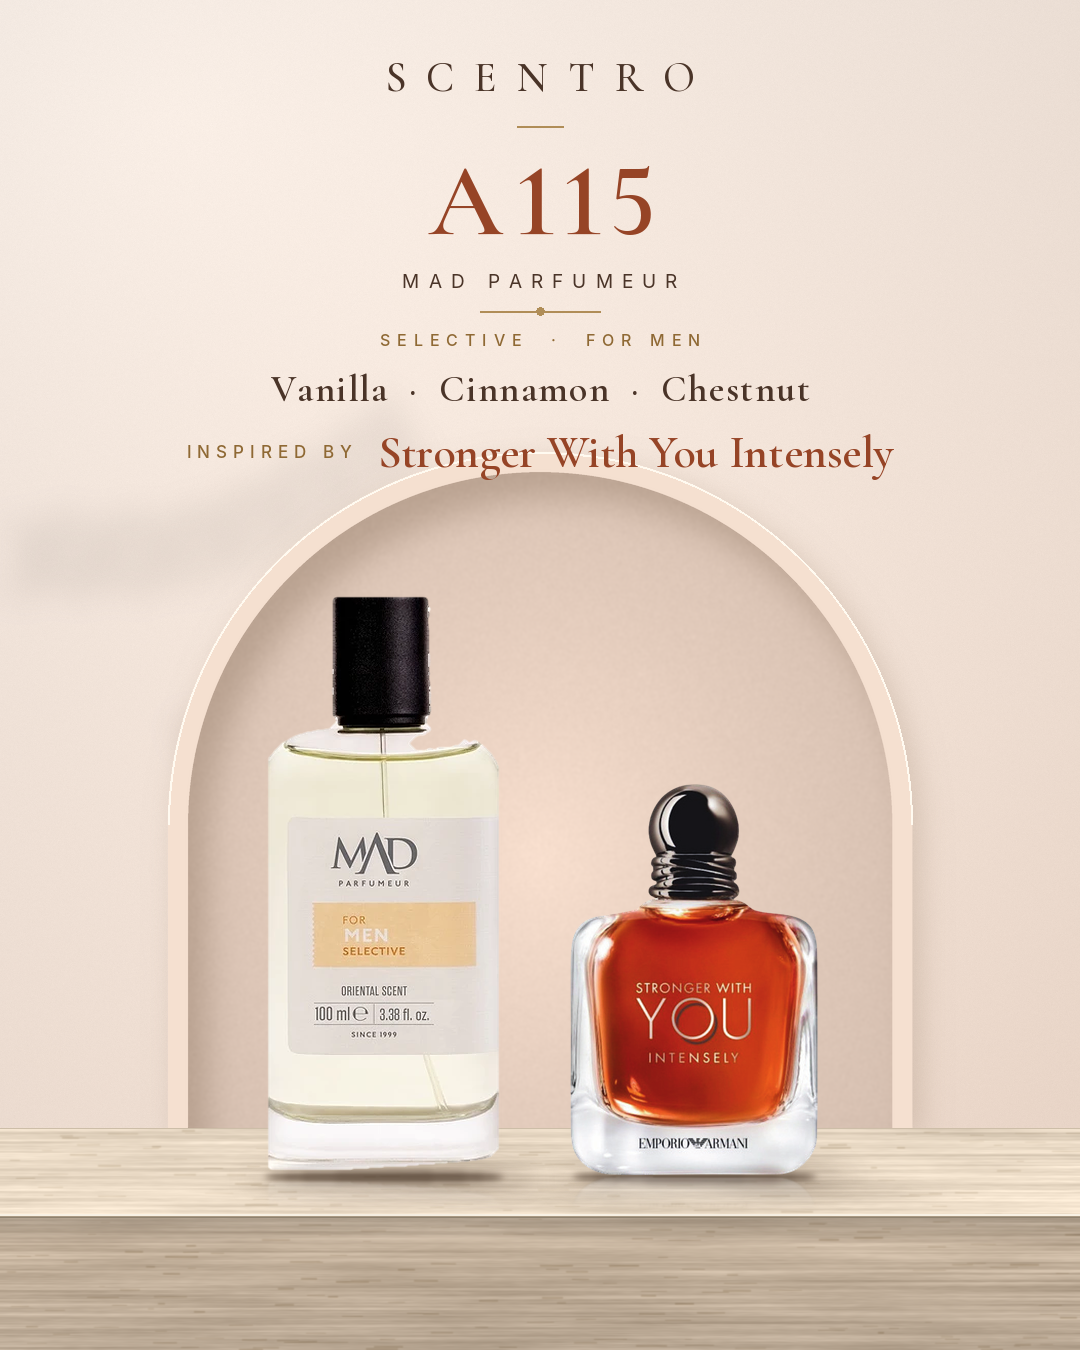 SCENTRO
A115
MAD PARFUMEUR
SELECTIVE · FOR MEN
Vanilla · Cinnamon · Chestnut
INSPIRED BY Stronger With You Intensely
MAD
PARFUMEUR
FOR
MEN
SELECTIVE
ORIENTAL SCENT
100 ml ℮ 3.38 fl. oz.
SINCE 1999
STRONGER WITH
YOU
INTENSELY
EMPORIO ARMANI